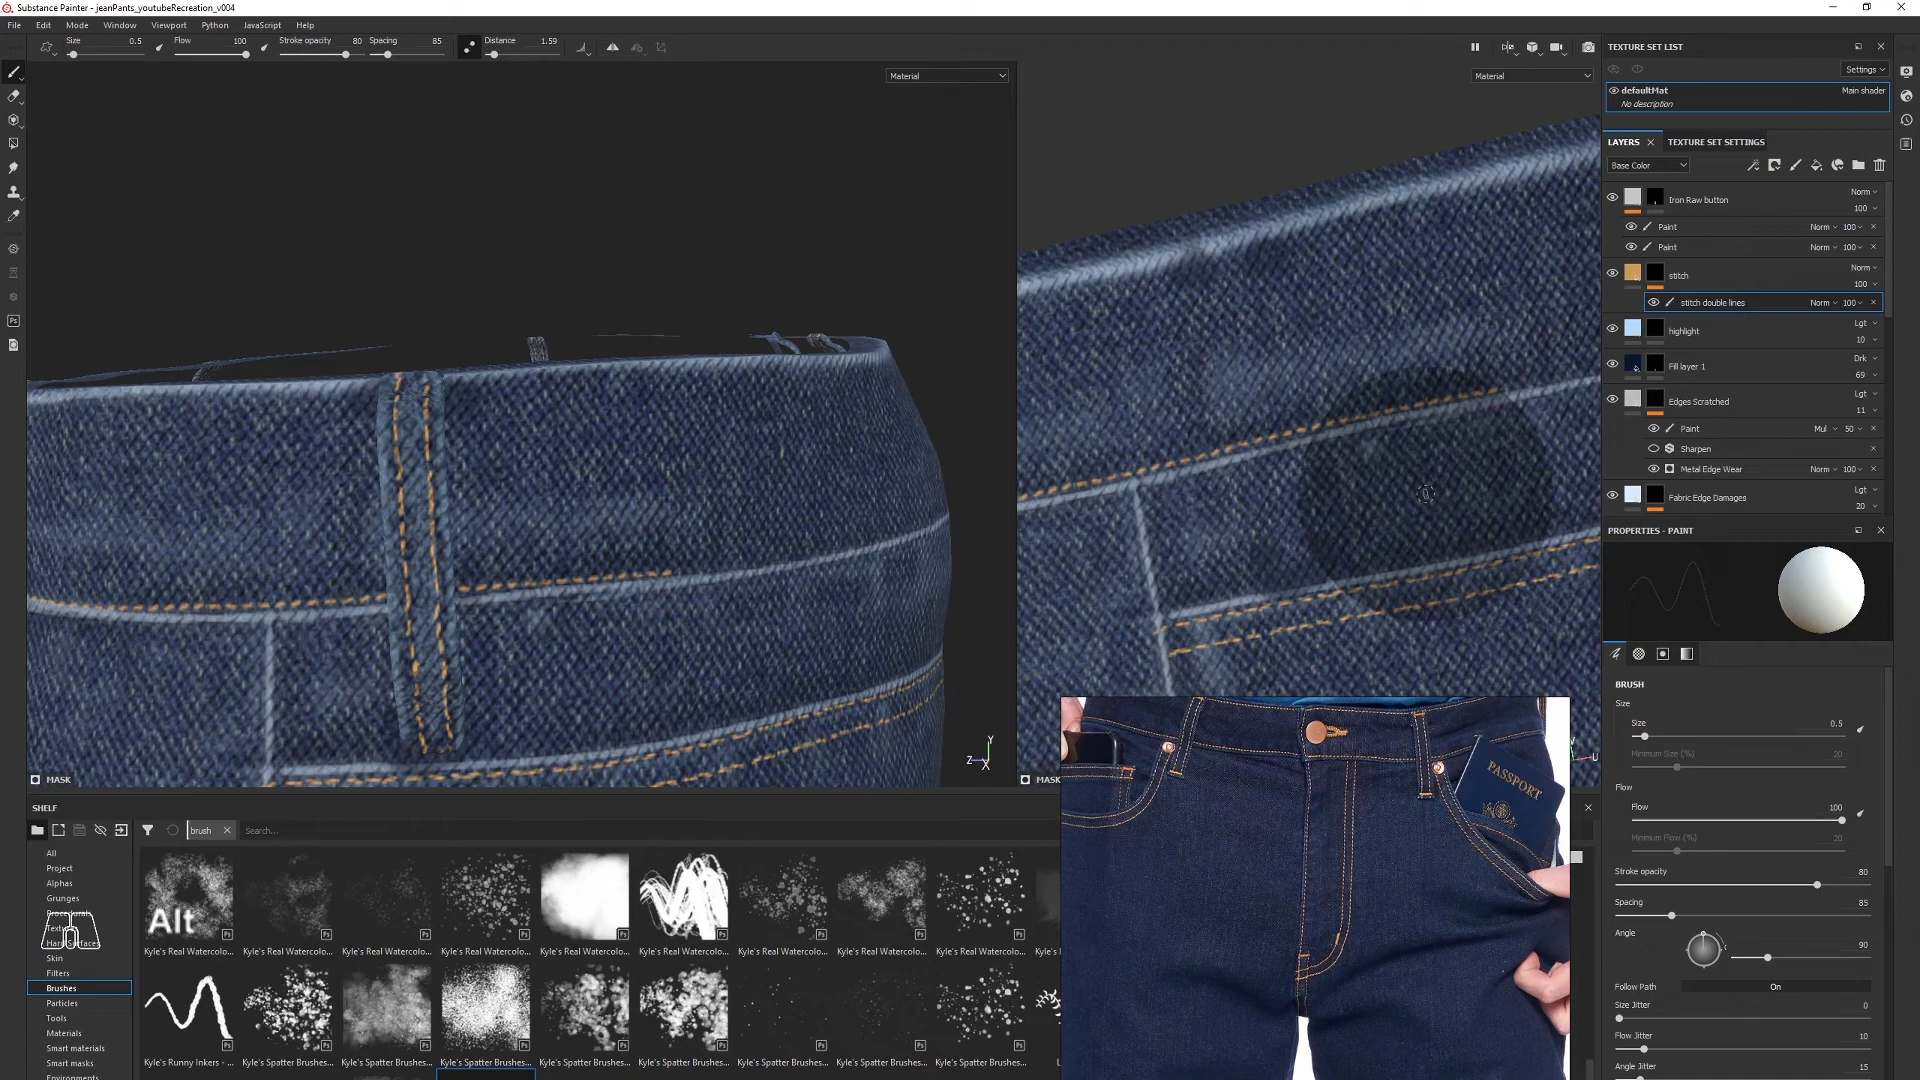 Substance Painter - jeanPants_youtubeRecreation_v004
File Edit Mode Window Viewport Python JavaScript Help
Size 0.5 Flow 100 Stroke opacity 80 Spacing 85 Distance 1.59
Material
Material
TEXTURE SET LIST
Settings
defaultMat Main shader
No description
LAYERS TEXTURE SET SETTINGS
Base Color
Iron Raw button Norm 100
Paint Norm 100
Paint Norm 100
stitch Norm 100
stitch double lines Norm 100
highlight Lgt 10
Fill layer 1 Drk 69
Edges Scratched Lgt 11
Paint Mul 50
Sharpen
Metal Edge Wear Norm 100
Fabric Edge Damages Lgt 20
PROPERTIES - PAINT
BRUSH
Size
Size 0.5
Minimum Size (%) 20
Flow
Flow 100
Minimum Flow (%) 20
Stroke opacity 80
Spacing 85
Angle 90
Follow Path On
Size Jitter 0
Flow Jitter 10
Angle Jitter 15
Y
Z X
MASK
MASK
U
PASSPORT
SHELF
brush Search...
All
Project
Alphas
Grunges
Procedurals
Hard Surfaces
Skin
Filters
Brushes
Particles
Tools
Materials
Smart materials
Smart masks
Environments
Alt
Kyle's Real Watercolo... Kyle's Real Watercolo... Kyle's Real Watercolo... Kyle's Real Watercolo... Kyle's Real Watercolo... Kyle's Real Watercolo... Kyle's Real Watercolo... Kyle's Real Watercolo... Kyle's Real Watercolo...
Kyle's Runny Inkers - ... Kyle's Spatter Brushes... Kyle's Spatter Brushes... Kyle's Spatter Brushes... Kyle's Spatter Brushes... Kyle's Spatter Brushes... Kyle's Spatter Brushes... Kyle's Spatter Brushes... Kyle's Spatter Brushes...